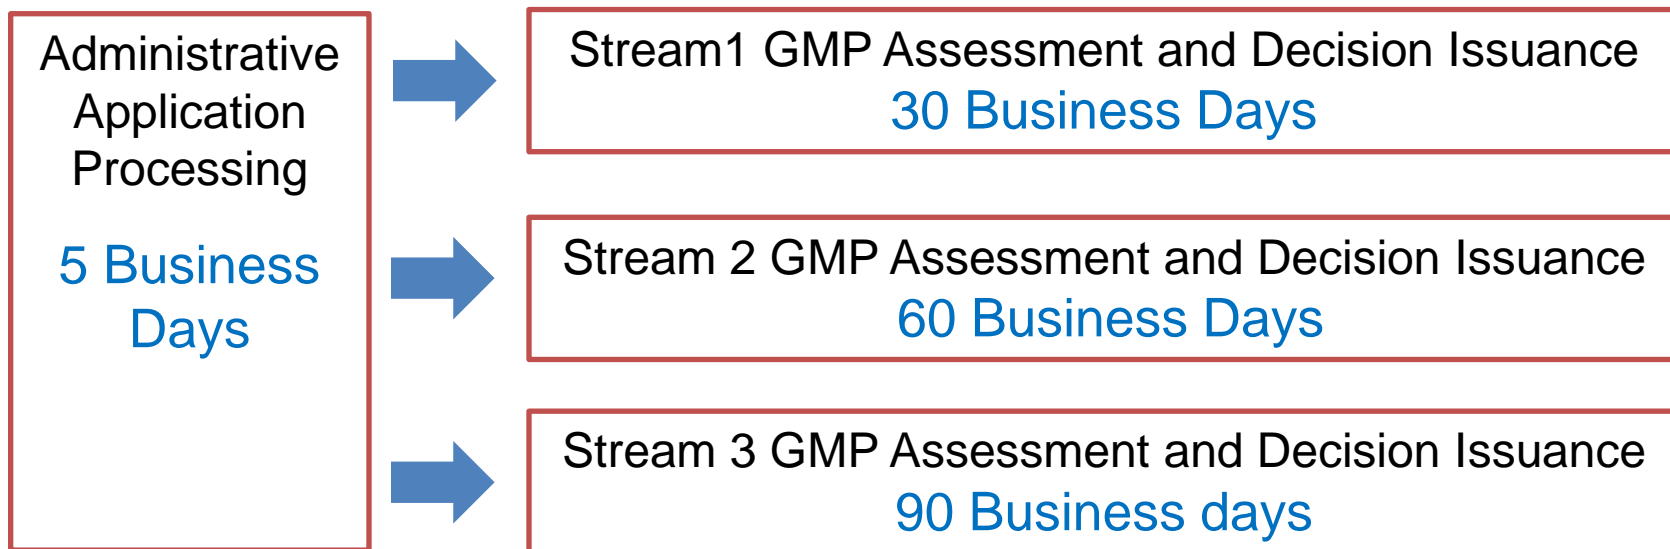 Administrative
Application
Processing
5 Business
Days
Stream1 GMP Assessment and Decision Issuance
30 Business Days
Stream 2 GMP Assessment and Decision Issuance
60 Business Days
Stream 3 GMP Assessment and Decision Issuance
90 Business days